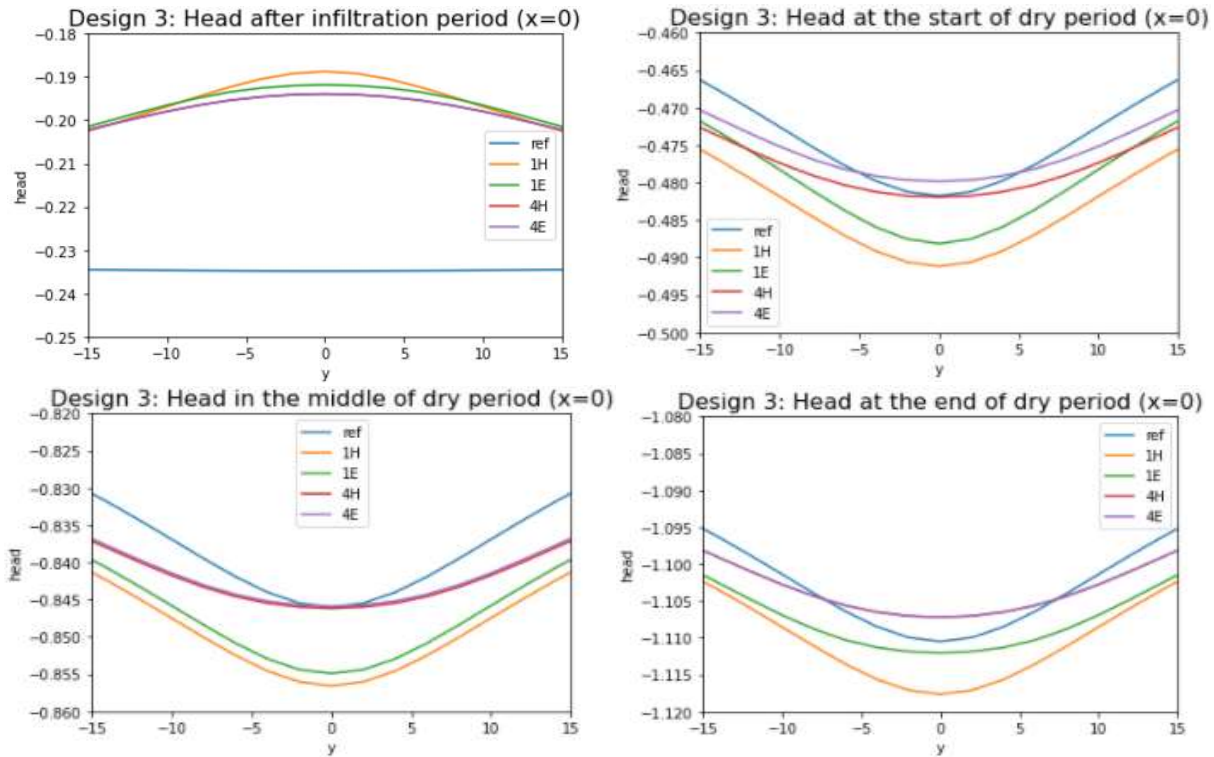 Design 3: Head after infiltration period (x=0)
−0.18
−0.19
−0.20
−0.21
−0.22
−0.23
−0.24
−0.25
head
ref
1H
1E
4H
4E
−15
−10
−5
0
5
10
15
y
Design 3: Head at the start of dry period (x=0)
−0.460
−0.465
−0.470
−0.475
−0.480
−0.485
−0.490
−0.495
−0.500
head
ref
1H
1E
4H
4E
−15
−10
−5
0
5
10
15
y
Design 3: Head in the middle of dry period (x=0)
−0.820
−0.825
−0.830
−0.835
−0.840
−0.845
−0.850
−0.855
−0.860
head
ref
1H
1E
4H
4E
−15
−10
−5
0
5
10
15
y
Design 3: Head at the end of dry period (x=0)
−1.080
−1.085
−1.090
−1.095
−1.100
−1.105
−1.110
−1.115
−1.120
head
ref
1H
1E
4H
4E
−15
−10
−5
0
5
10
15
y